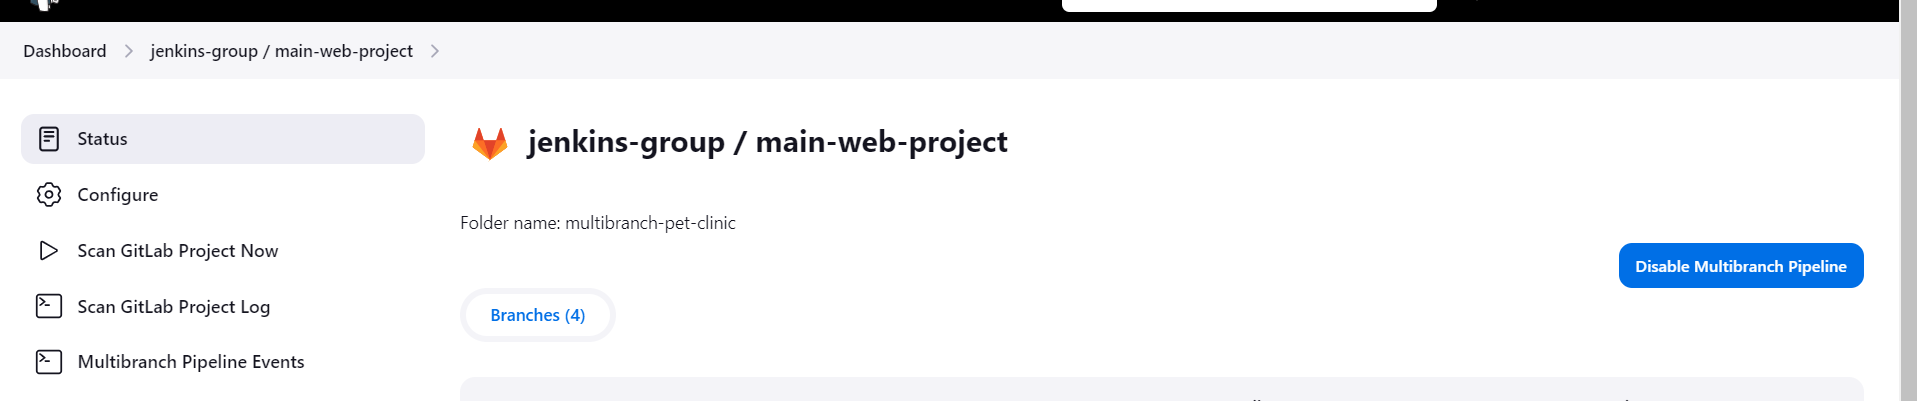 Dashboard
jenkins-group / main-web-project
Status
Configure
Scan GitLab Project Now
Scan GitLab Project Log
Multibranch Pipeline Events
jenkins-group / main-web-project
Folder name: multibranch-pet-clinic
Disable Multibranch Pipeline
Branches (4)